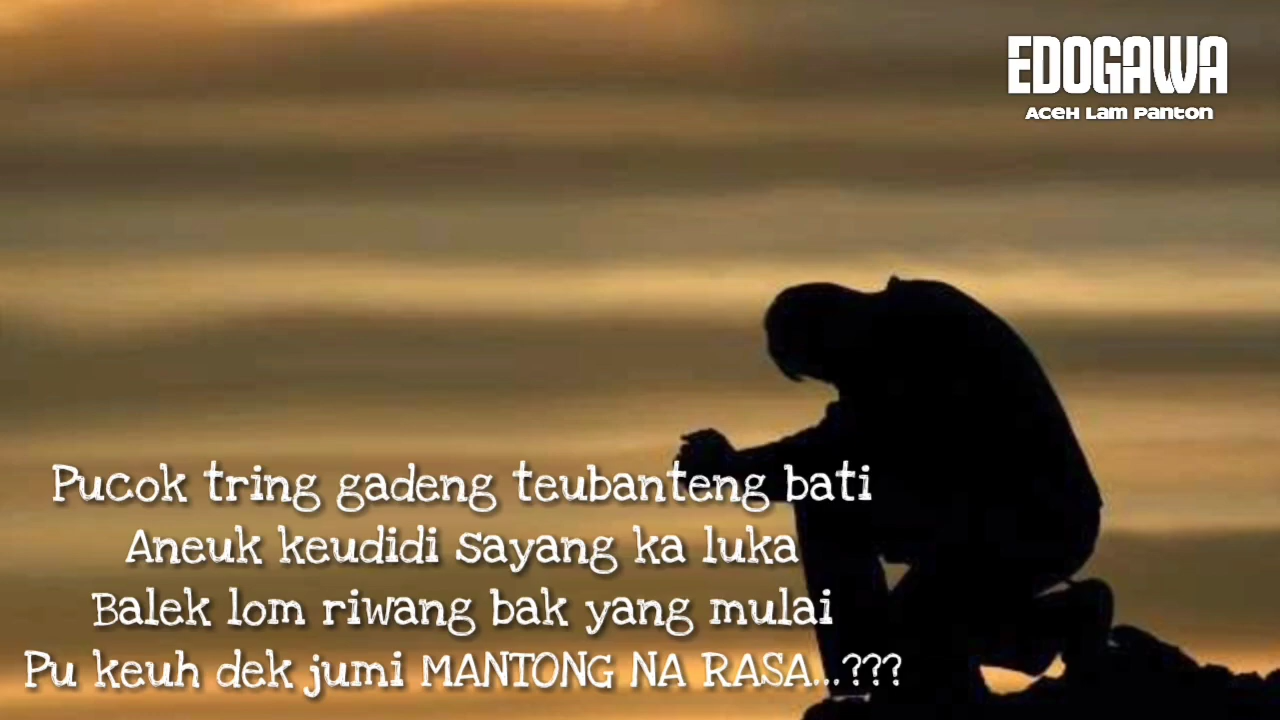 EDOGAWA
Aceh Lam Panton
Pucok tring gadeng teubanteng bati
Aneuk keudidi sayang ka luka
Balek lom riwang bak yang mulai
Pu keuh dek jumi MANTONG NA RASA...???